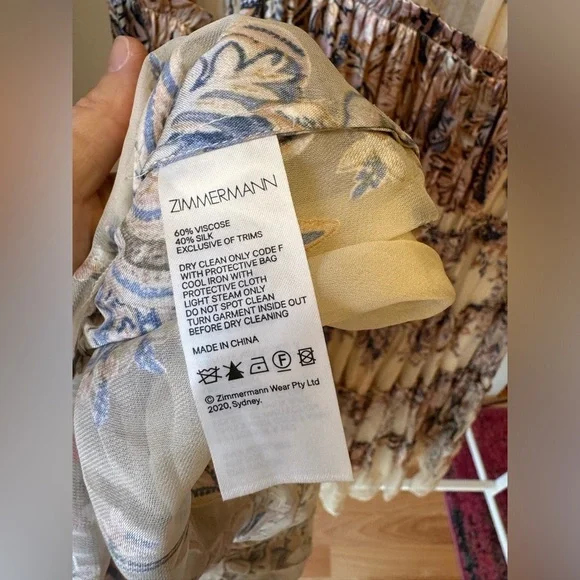 ZIMMERMANN
60% VISCOSE
40% SILK
EXCLUSIVE OF TRIMS
DRY CLEAN ONLY CODE F
WITH PROTECTIVE BAG
COOL IRON WITH
PROTECTIVE CLOTH
LIGHT STEAM ONLY
DO NOT SPOT CLEAN
TURN GARMENT INSIDE OUT
BEFORE DRY CLEANING
MADE IN CHINA
F
© Zimmermann Wear Pty Ltd
2020, Sydney.